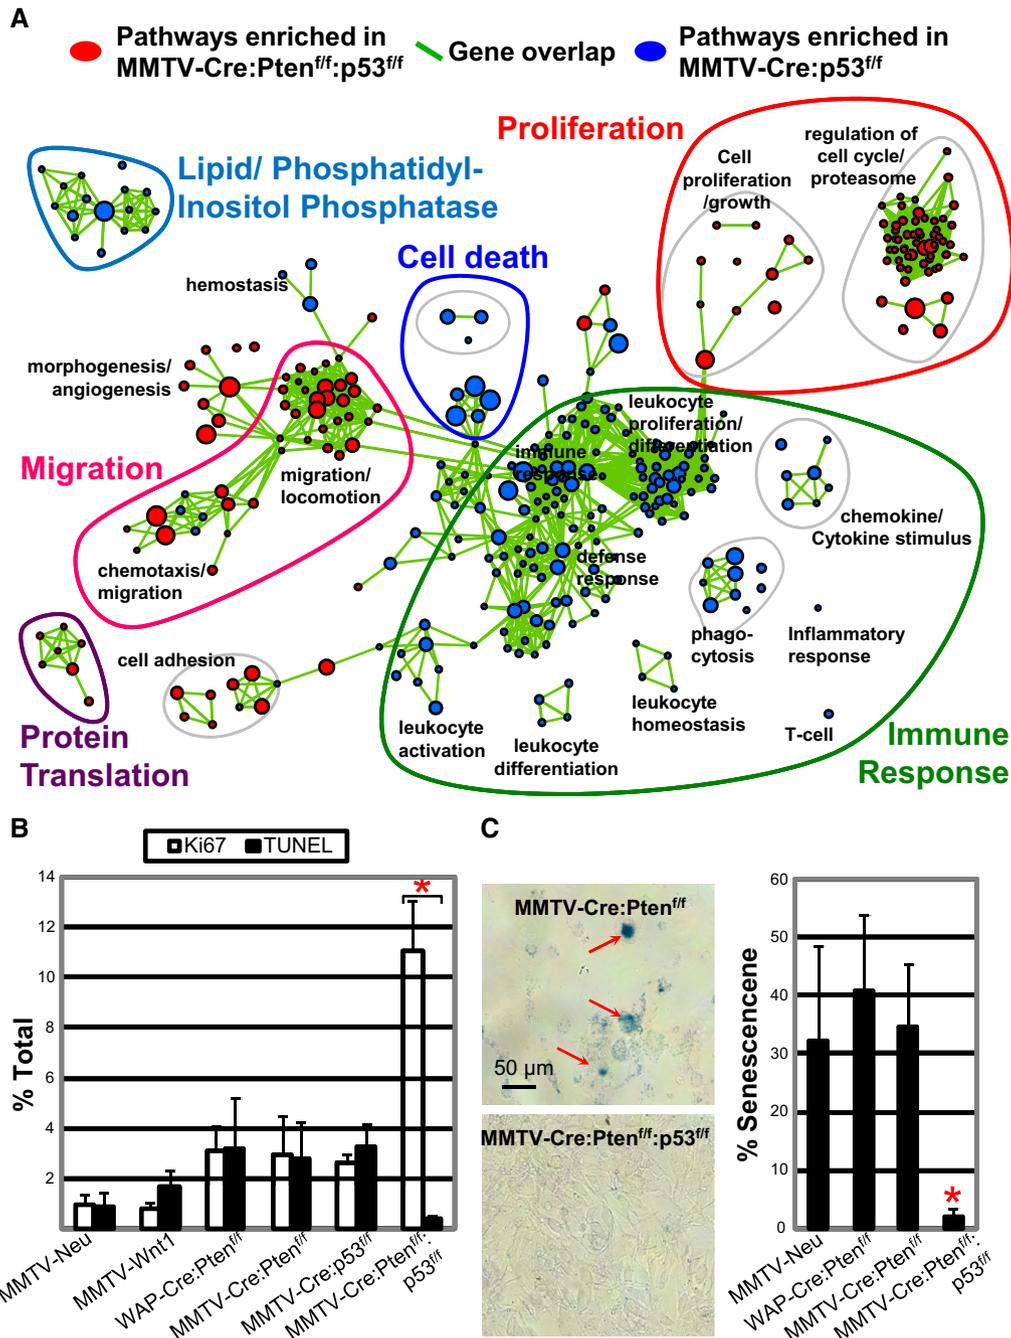 A
Pathways enriched in
MMTV-Cre:Pten^f/f:p53^f/f
Gene overlap
Pathways enriched in
MMTV-Cre:p53^f/f
Proliferation
Cell
proliferation
/growth
regulation of
cell cycle/
proteasome
Lipid/ Phosphatidyl-
Inositol Phosphatase
Cell death
hemostasis
morphogenesis/
angiogenesis
Migration
migration/
locomotion
chemotaxis/
migration
leukocyte
proliferation/
differentiation
immune
response
chemokine/
Cytokine stimulus
defense
response
phago-
cytosis
Inflammatory
response
cell adhesion
Protein
Translation
leukocyte
activation
leukocyte
differentiation
leukocyte
homeostasis
T-cell
Immune
Response
B
Ki67 TUNEL
14
12
10
8
6
4
2
% Total
*
MMTV-Neu
MMTV-Wnt1
WAP-Cre:Pten^f/f
MMTV-Cre:Pten^f/f
MMTV-Cre:p53^f/f
MMTV-Cre:Pten^f/f:
p53^f/f
C
MMTV-Cre:Pten^f/f
50 μm
MMTV-Cre:Pten^f/f:p53^f/f
60
50
40
30
20
10
0
% Senescencene
*
MMTV-Neu
WAP-Cre:Pten^f/f
MMTV-Cre:Pten^f/f
MMTV-Cre:Pten^f/f:
p53^f/f